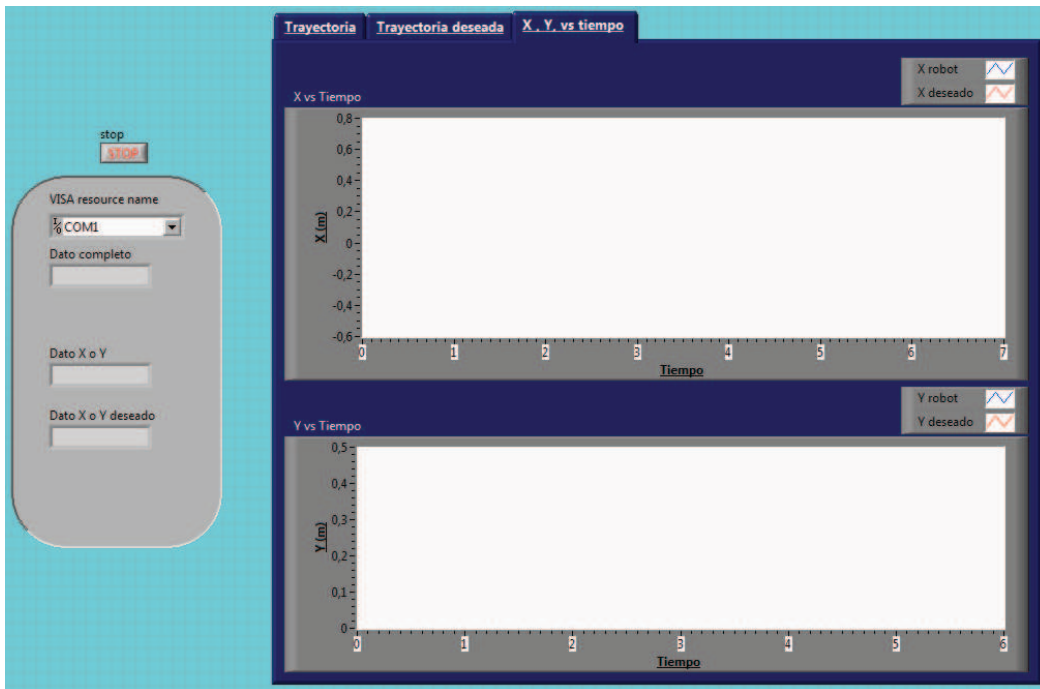 Trayectoria Trayectoria deseada X , Y, vs tiempo
stop
STOP
VISA resource name
I/O COM1
Dato completo
Dato X o Y
Dato X o Y deseado
X robot
X deseado
X vs Tiempo
X (m)
0,8
0,6
0,4
0,2
0
-0,2
-0,4
-0,6
0 1 2 3 4 5 6 7
Tiempo
Y robot
Y deseado
Y vs Tiempo
Y (m)
0,5
0,4
0,3
0,2
0,1
0
0 1 2 3 4 5 6
Tiempo